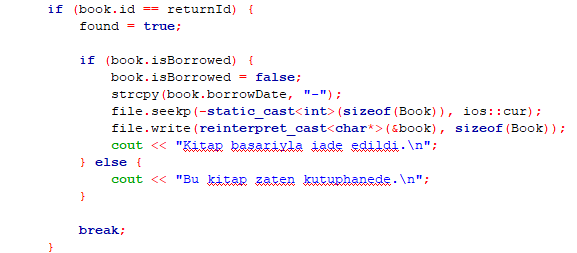 if (book.id == returnId) {
    found = true;

    if (book.isBorrowed) {
        book.isBorrowed = false;
        strcpy(book.borrowDate, "-");
        file.seekp(-static_cast<int>(sizeof(Book)), ios::cur);
        file.write(reinterpret_cast<char*>(&book), sizeof(Book));
        cout << "Kitap basariyla iade edildi.\n";
    } else {
        cout << "Bu kitap zaten kutuphanede.\n";
    }

    break;
}